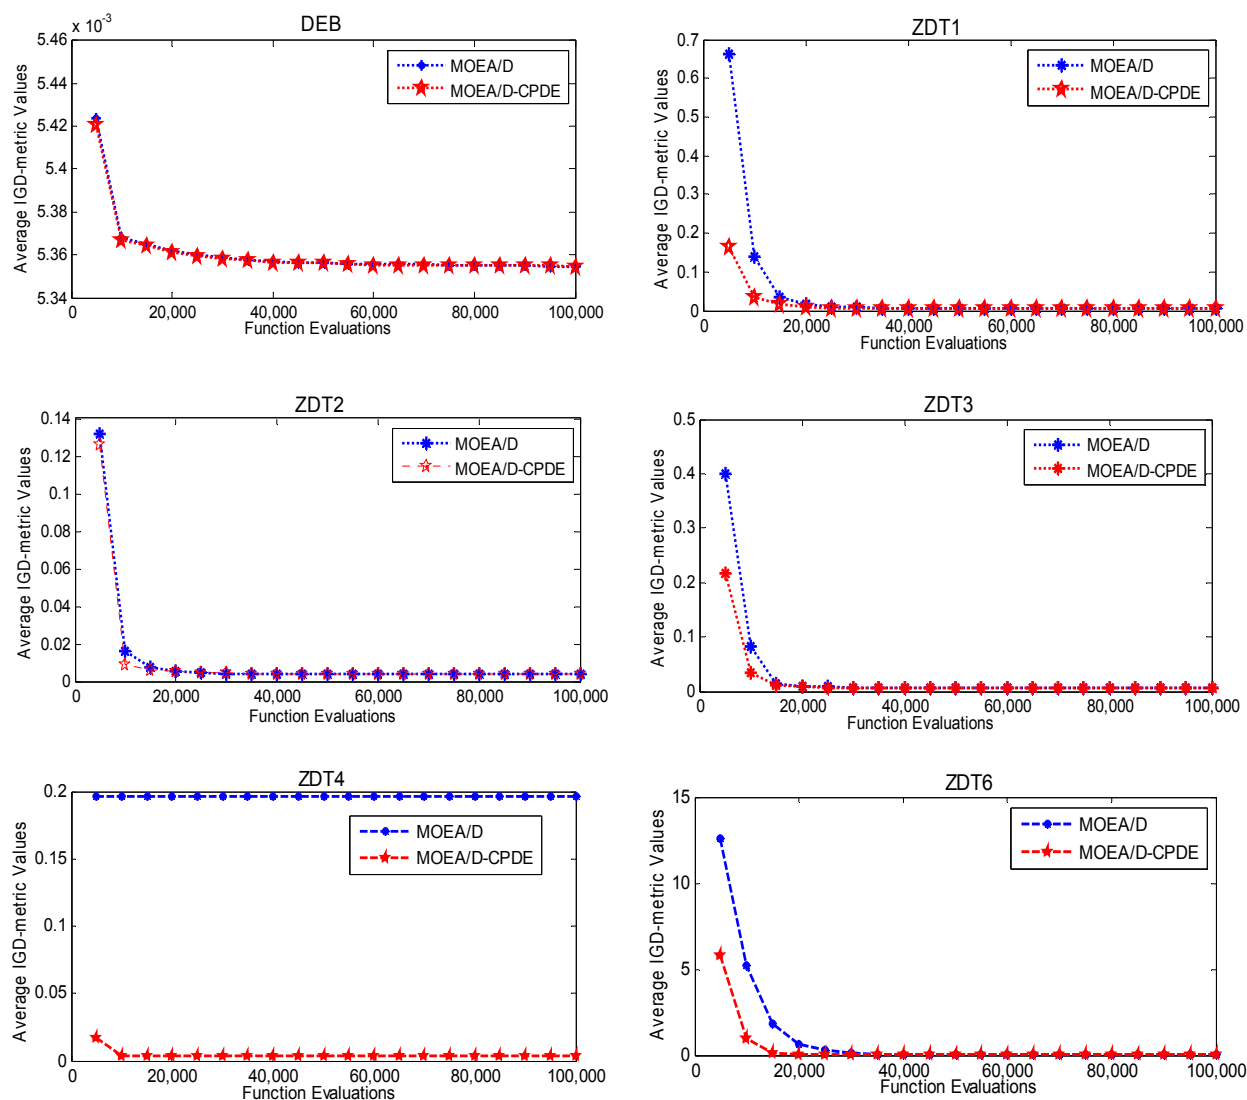 DEB
x 10-3
5.46
5.44
5.42
5.4
5.38
5.36
5.34
0
20,000
40,000
60,000
80,000
100,000
Function Evaluations
Average IGD-metric Values
MOEA/D
MOEA/D-CPDE
ZDT1
0.7
0.6
0.5
0.4
0.3
0.2
0.1
0
0
20,000
40,000
60,000
80,000
100,000
Function Evaluations
Average IGD-metric Values
MOEA/D
MOEA/D-CPDE
ZDT2
0.14
0.12
0.1
0.08
0.06
0.04
0.02
0
0
20,000
40,000
60,000
80,000
100,000
Function Evaluations
Average IGD-metric Values
MOEA/D
MOEA/D-CPDE
ZDT3
0.5
0.4
0.3
0.2
0.1
0
0
20,000
40,000
60,000
80,000
100,000
Function Evaluations
Average IGD-metric Values
MOEA/D
MOEA/D-CPDE
ZDT4
0.2
0.15
0.1
0.05
0
0
20,000
40,000
60,000
80,000
100,000
Function Evaluations
Average IGD-metric Values
MOEA/D
MOEA/D-CPDE
ZDT6
15
10
5
0
0
20,000
40,000
60,000
80,000
100,000
Function Evaluations
Average IGD-metric Values
MOEA/D
MOEA/D-CPDE